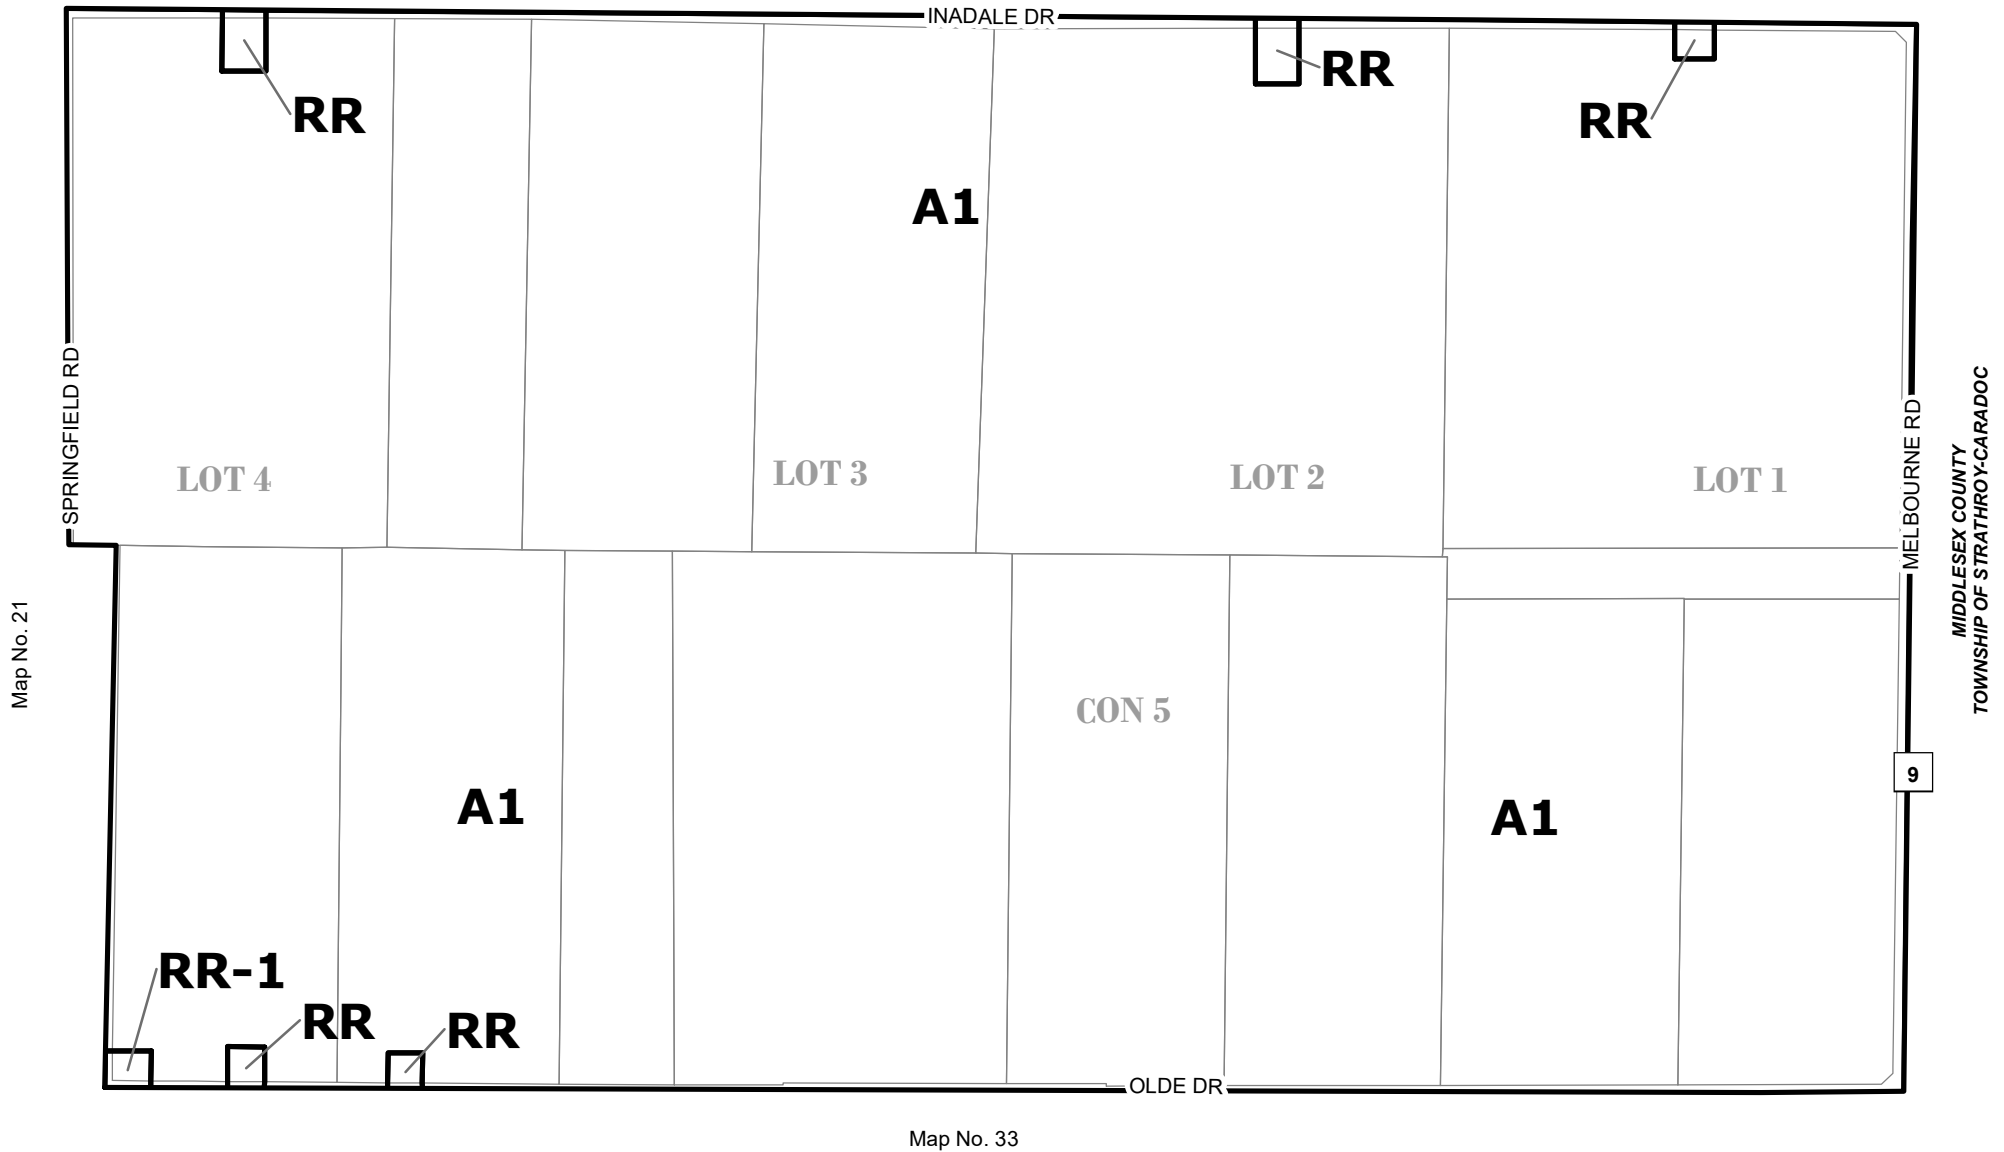 INADALE DR
RR
RR
RR
A1
SPRINGFIELD RD
MELBOURNE RD
MIDDLESEX COUNTY
TOWNSHIP OF STRATHROY-CARADOC
LOT 4
LOT 3
LOT 2
LOT 1
Map No. 21
CON 5
9
A1
A1
RR-1
RR
RR
OLDE DR
Map No. 33